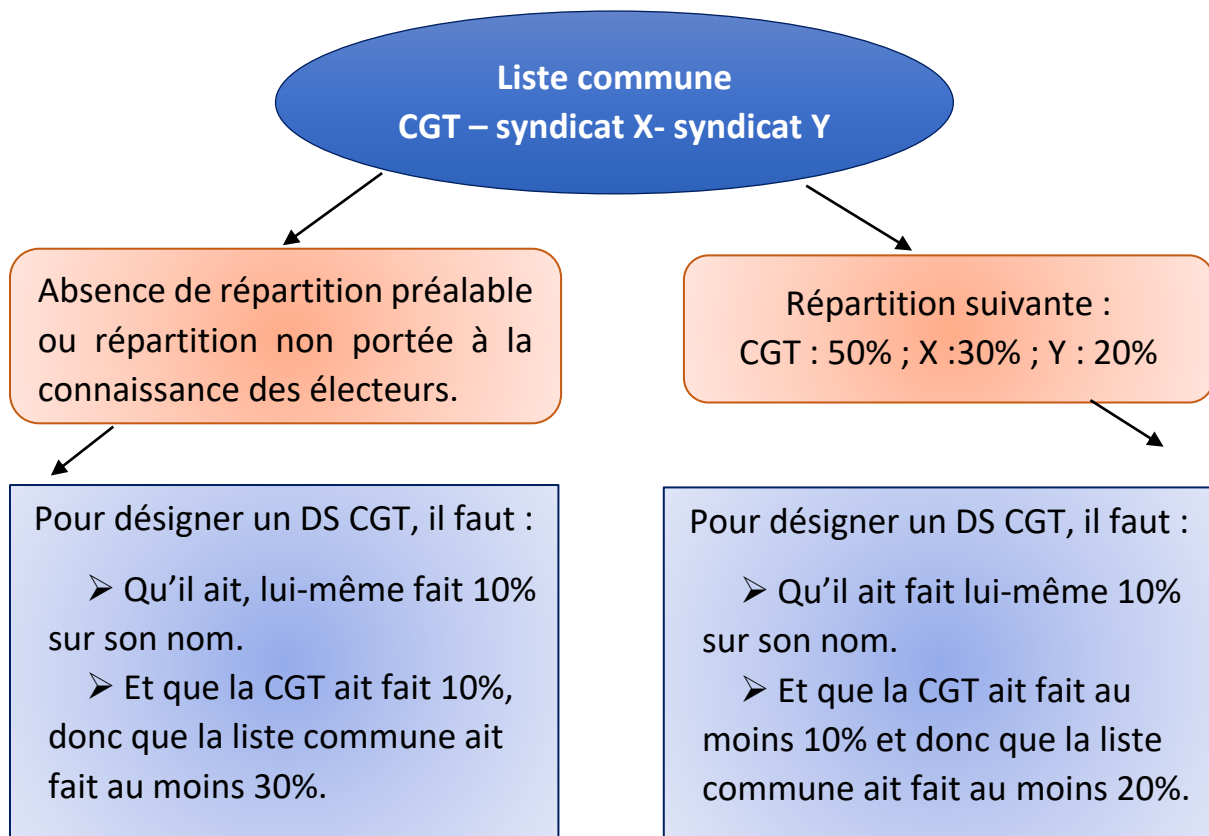 Liste commune
CGT – syndicat X- syndicat Y
Absence de répartition préalable
ou répartition non portée à la
connaissance des électeurs.
Répartition suivante :
CGT : 50% ; X :30% ; Y : 20%
Pour désigner un DS CGT, il faut :
➢ Qu’il ait, lui-même fait 10%
sur son nom.
➢ Et que la CGT ait fait 10%,
donc que la liste commune ait
fait au moins 30%.
Pour désigner un DS CGT, il faut :
➢ Qu’il ait fait lui-même 10%
sur son nom.
➢ Et que la CGT ait fait au
moins 10% et donc que la liste
commune ait fait au moins 20%.